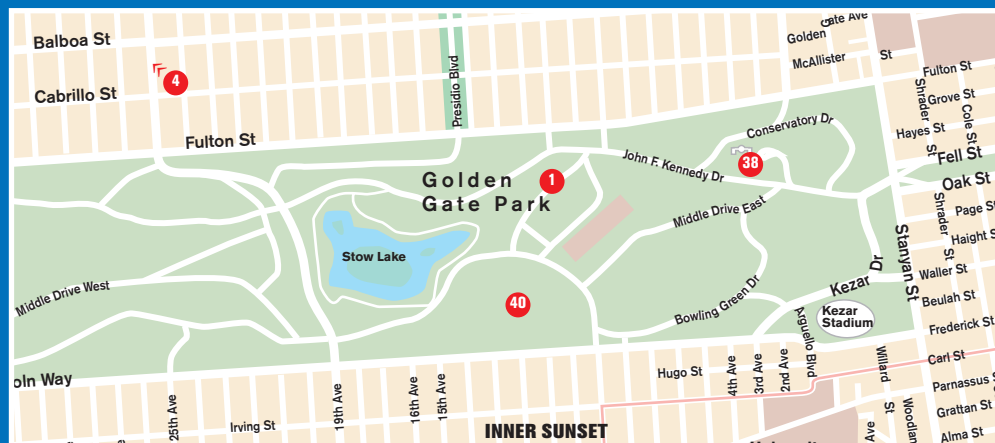 Balboa St
Golden Gate Ave
McAllister St
4
Cabrillo St
Presidio Blvd
Fulton St
Fulton St
Shrader St
Grove St
Cole St
Hayes St
Conservatory Dr
Fell St
John F. Kennedy Dr
38
1
Golden
Gate Park
Oak St
Page St
Shrader St
Middle Drive East
Haight S
Stanyan St
Stow Lake
Waller St
Kezar Dr
Middle Drive West
Beulah St
40
Bowling Green Dr
Kezar
Stadium
Arguello Blvd
Frederick St
Carl St
Willard St
oln Way
Hugo St
4th Ave
3rd Ave
2nd Ave
Parnassus
25th Ave
19th Ave
16th Ave
15th Ave
Irving St
INNER SUNSET
Grattan St
Woodlan
Ave
Alma St